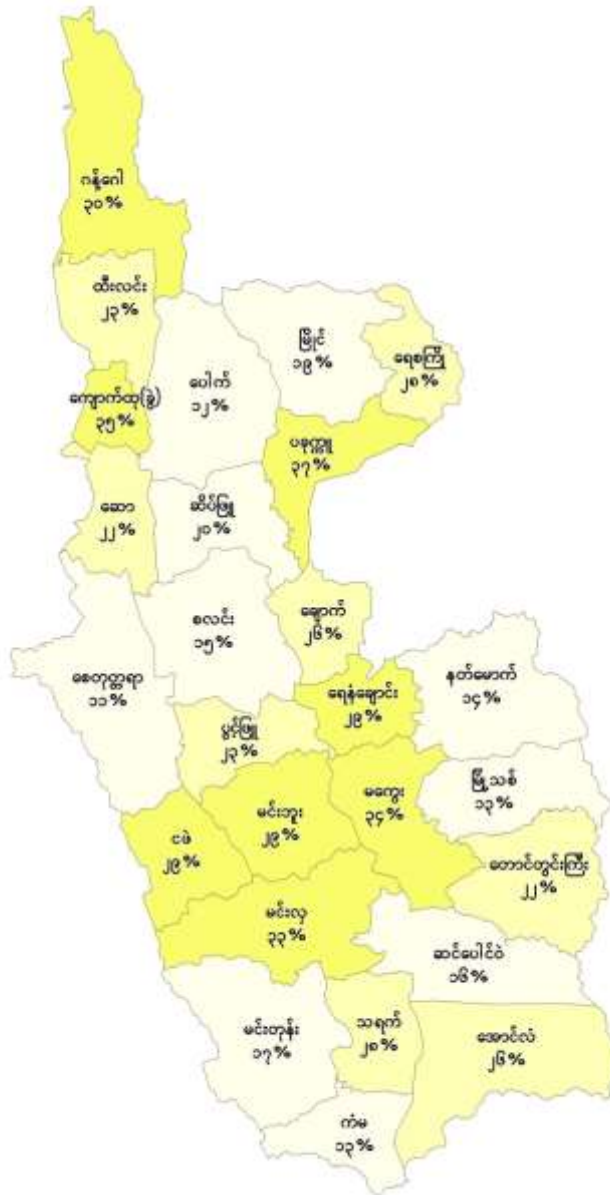 ဂန့်ဂေါ
၃၀%
ထီးလင်း
၂၃%
မြိုင်
၁၉%
ရေစကြို
၂၈%
ပေါက်
၁၂%
ကျောက်ထု(ခွဲ)
၃၅%
ပခုက္ကူ
၃၇%
ဆော
၂၂%
ဆိပ်ဖြူ
၂၀%
ချောက်
၂၆%
စလင်း
၁၅%
စေတုတ္တရာ
၁၁%
ရေနံချောင်း
၂၉%
နတ်မောက်
၁၄%
ပွင့်ဖြူ
၂၃%
မြို့သစ်
၁၃%
မကွေး
၃၄%
မင်းဘူး
၂၉%
ငဖဲ
၂၉%
တောင်တွင်းကြီး
၂၂%
မင်းလှ
၃၃%
ဆင်ပေါင်ဝဲ
၁၆%
မင်းတုန်း
၁၇%
သရက်
၂၈%
အောင်လံ
၂၆%
ကံမ
၁၃%